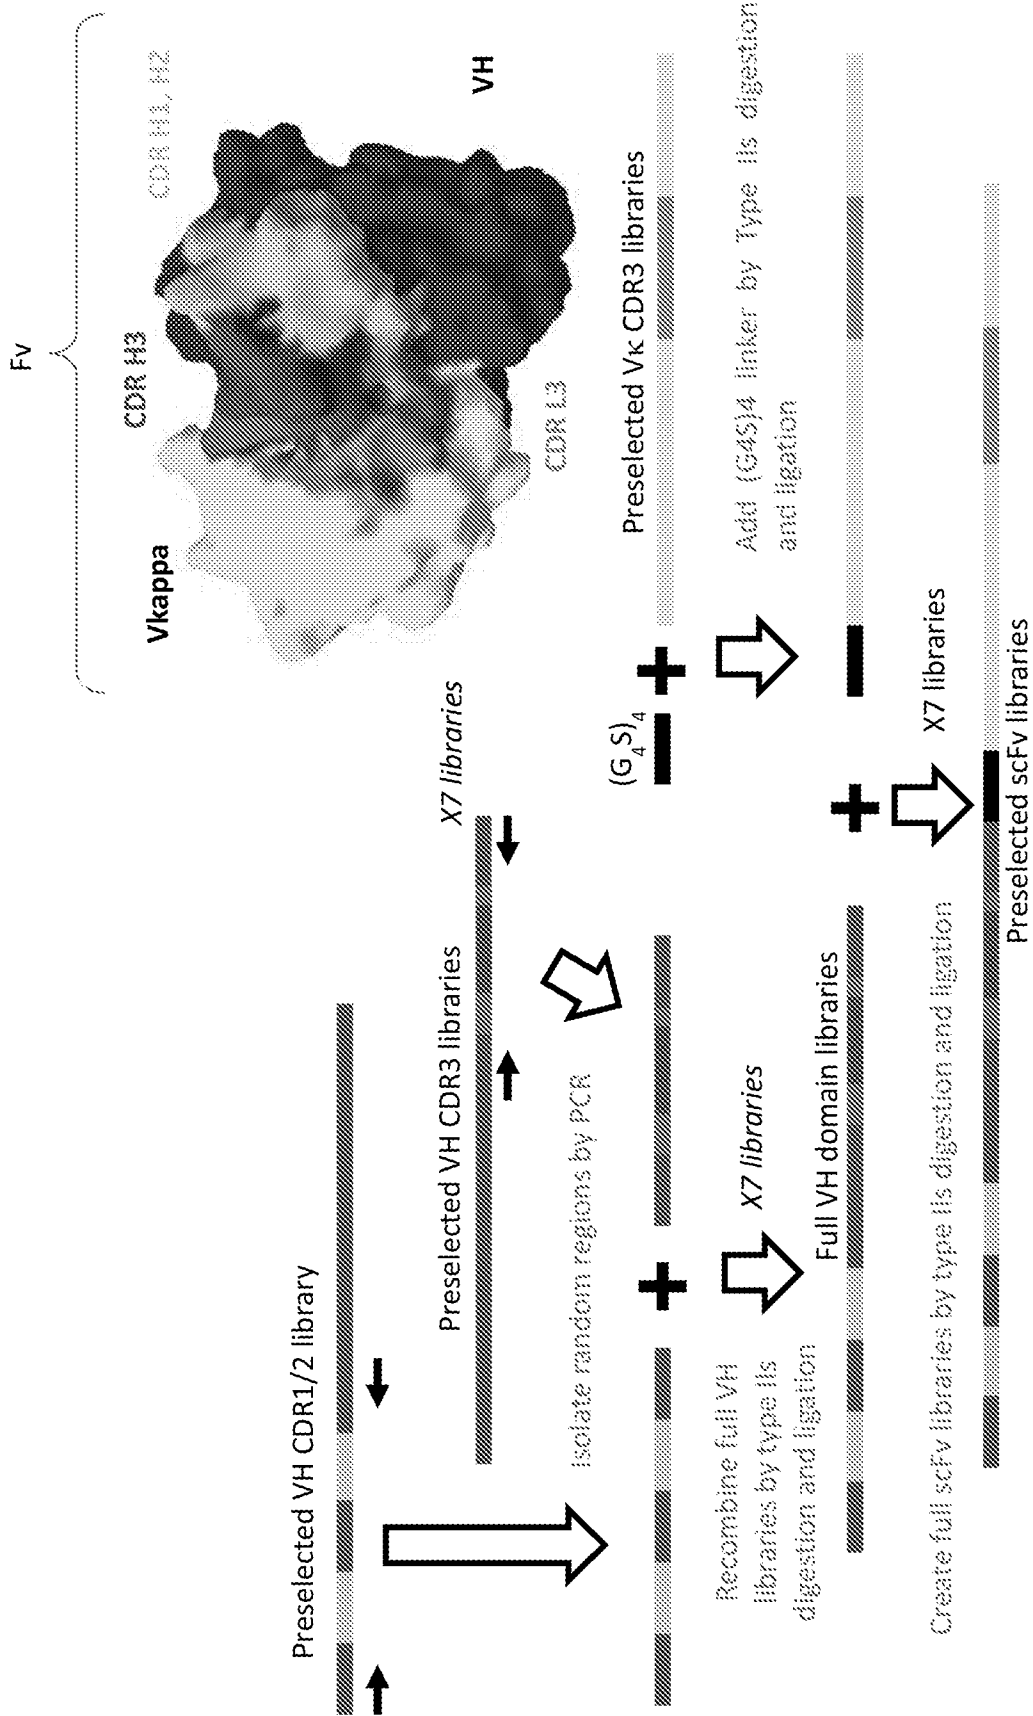 Fv
CDR H1, H2
CDR H3
Vkappa
VH
CDR L3
Preselected VH CDR1/2 library
Preselected VH CDR3 libraries
X7 libraries
Isolate random regions by PCR
(G4S)4
Preselected Vκ CDR3 libraries
Recombine full VH
libraries by type IIs
digestion and ligation
X7 libraries
Add (G4S)4 linker by Type IIs digestion
and ligation
Full VH domain libraries
X7 libraries
Create full scFv libraries by type IIs digestion and ligation
Preselected scFv libraries